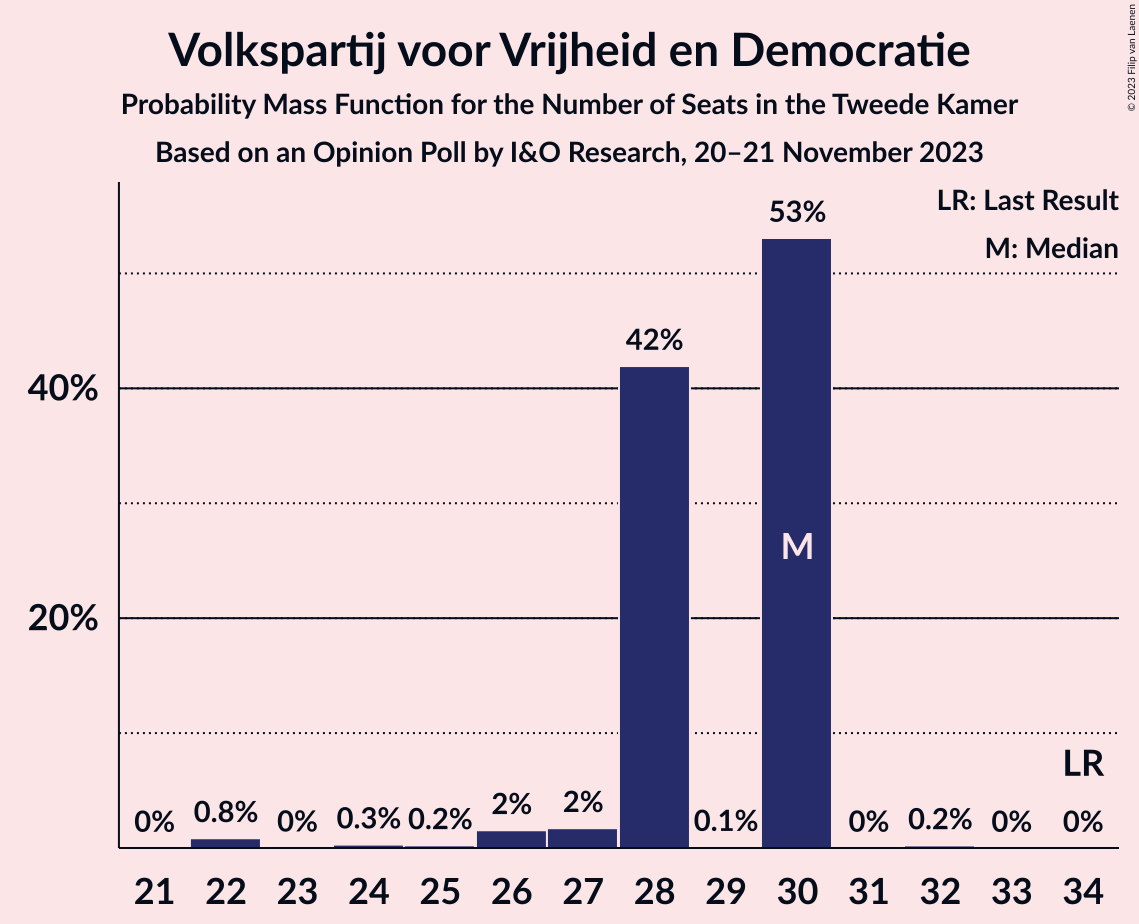 Volkspartij voor Vrijheid en Democratie
Probability Mass Function for the Number of Seats in the Tweede Kamer
Based on an Opinion Poll by I&O Research, 20–21 November 2023
© 2023 Filip van Laenen
LR: Last Result
M: Median
53%
42%
40%
M
20%
LR
0% 0.8% 0% 0.3% 0.2% 2% 2% 0.1% 0% 0.2% 0% 0%
21 22 23 24 25 26 27 28 29 30 31 32 33 34